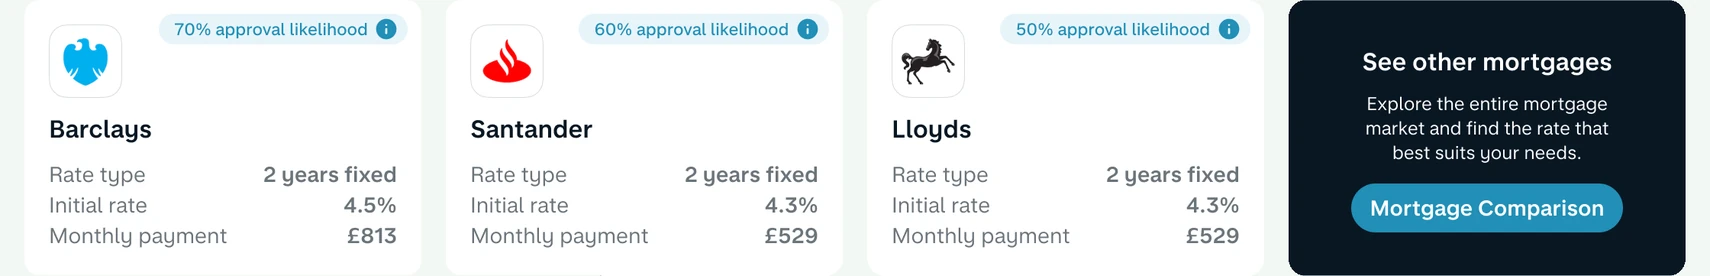 70% approval likelihood i
Barclays
Rate type 2 years fixed
Initial rate 4.5%
Monthly payment £813
60% approval likelihood i
Santander
Rate type 2 years fixed
Initial rate 4.3%
Monthly payment £529
50% approval likelihood i
Lloyds
Rate type 2 years fixed
Initial rate 4.3%
Monthly payment £529
See other mortgages
Explore the entire mortgage
market and find the rate that
best suits your needs.
Mortgage Comparison